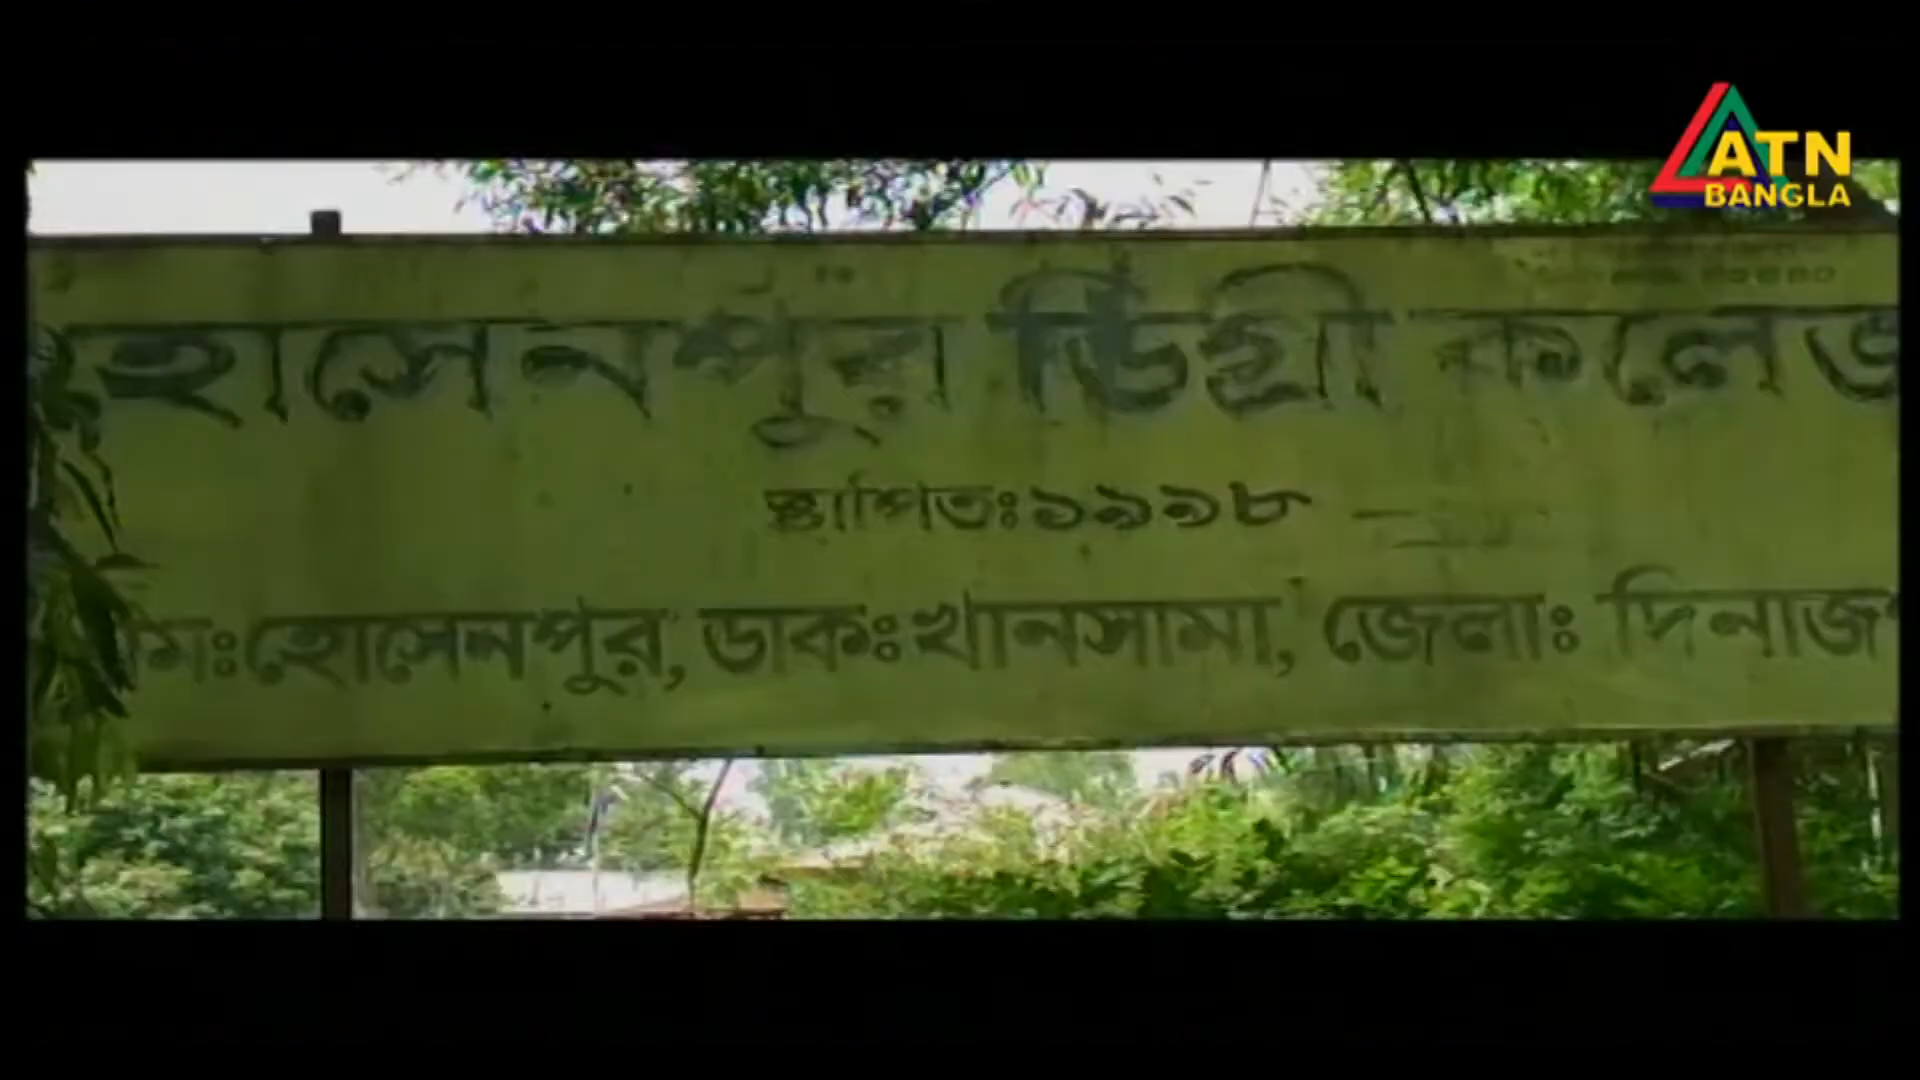 ATN
BANGLA
হোসেনপুর ডিগ্রী কলেজ
স্থাপিতঃ১৯৯৮
হোসেনপুর, ডাকঃখানসামা, জেলাঃ